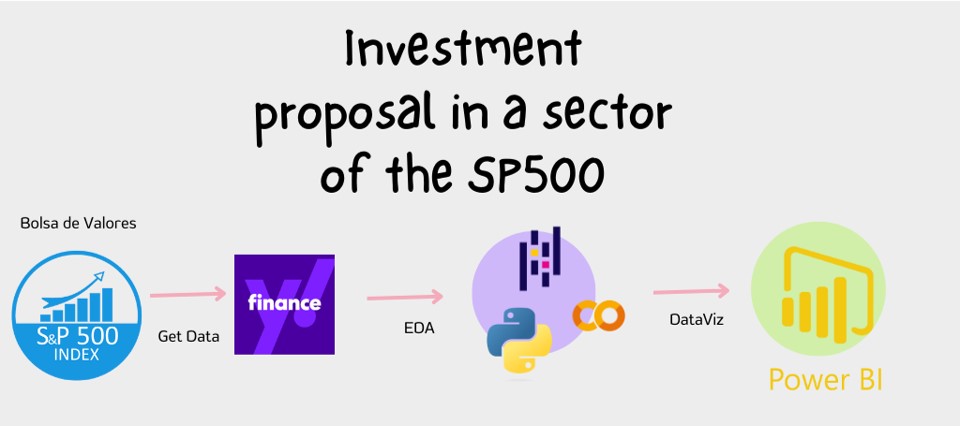 Investment
proposal in a sector
of the SP500
Bolsa de Valores
S&P 500
INDEX
Get Data
y!
finance
EDA
DataViz
Power BI